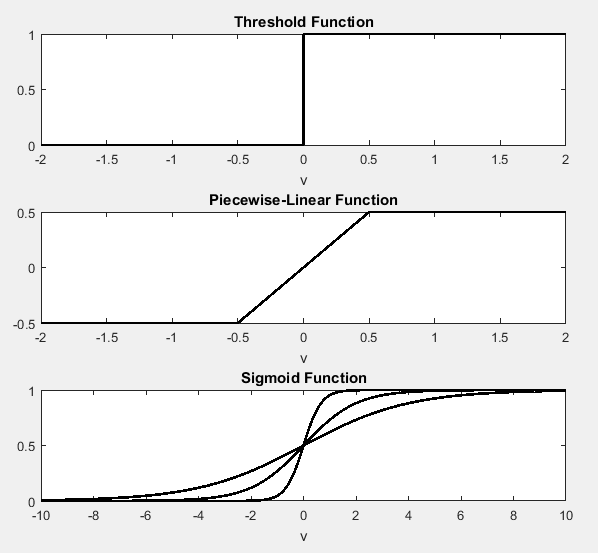 Threshold Function
1
0.5
0
-2 -1.5 -1 -0.5 0 0.5 1 1.5 2
v
Piecewise-Linear Function
0.5
0
-0.5
-2 -1.5 -1 -0.5 0 0.5 1 1.5 2
v
Sigmoid Function
1
0.5
0
-10 -8 -6 -4 -2 0 2 4 6 8 10
v